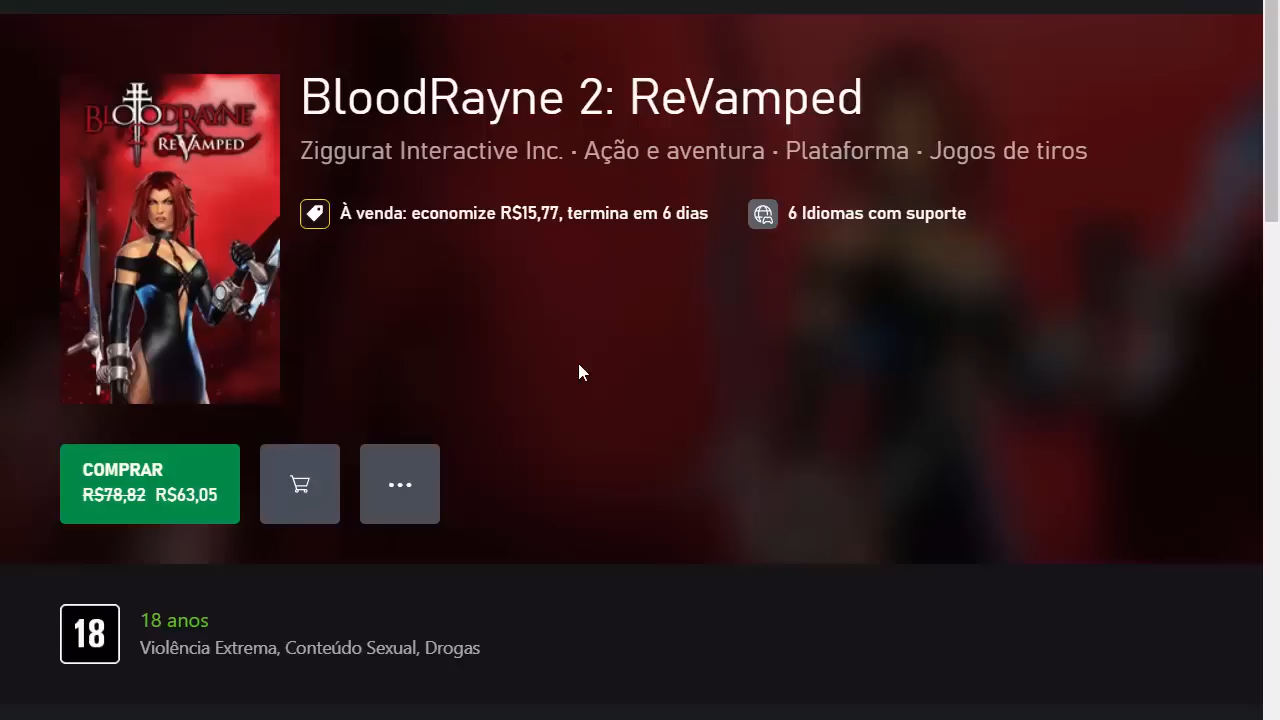 BLOODRAYNE
REVAMPED
BloodRayne 2: ReVamped
Ziggurat Interactive Inc. · Ação e aventura · Plataforma · Jogos de tiros
À venda: economize R$15,77, termina em 6 dias
6 Idiomas com suporte
COMPRAR
R$78,82 R$63,05
18
18 anos
Violência Extrema, Conteúdo Sexual, Drogas